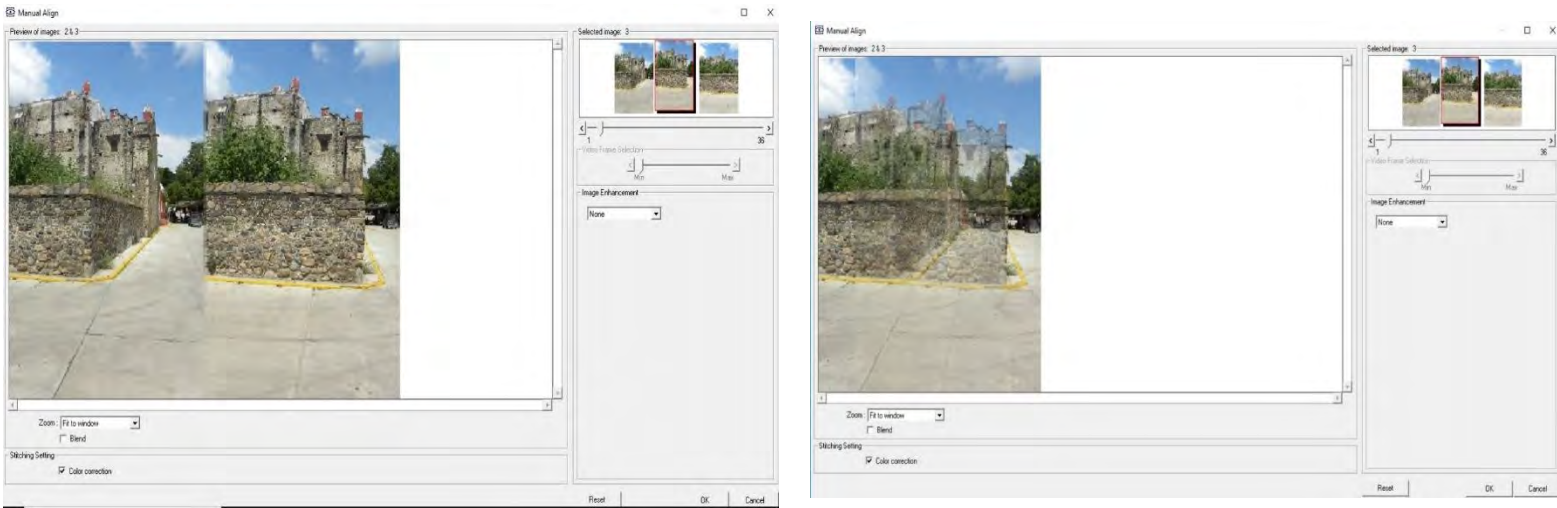 Manual Align
Preview of images: 2 & 3
Selected image: 3
1
36
Video Frame Selection
Min
Max
Image Enhancement
None
Zoom : Fit to window
Blend
Stitching Setting
Color correction
Reset
OK
Cancel
Manual Align
Preview of images: 2 & 3
Selected image: 3
1
36
Video Frame Selection
Min
Max
Image Enhancement
None
Zoom : Fit to window
Blend
Stitching Setting
Color correction
Reset
OK
Cancel